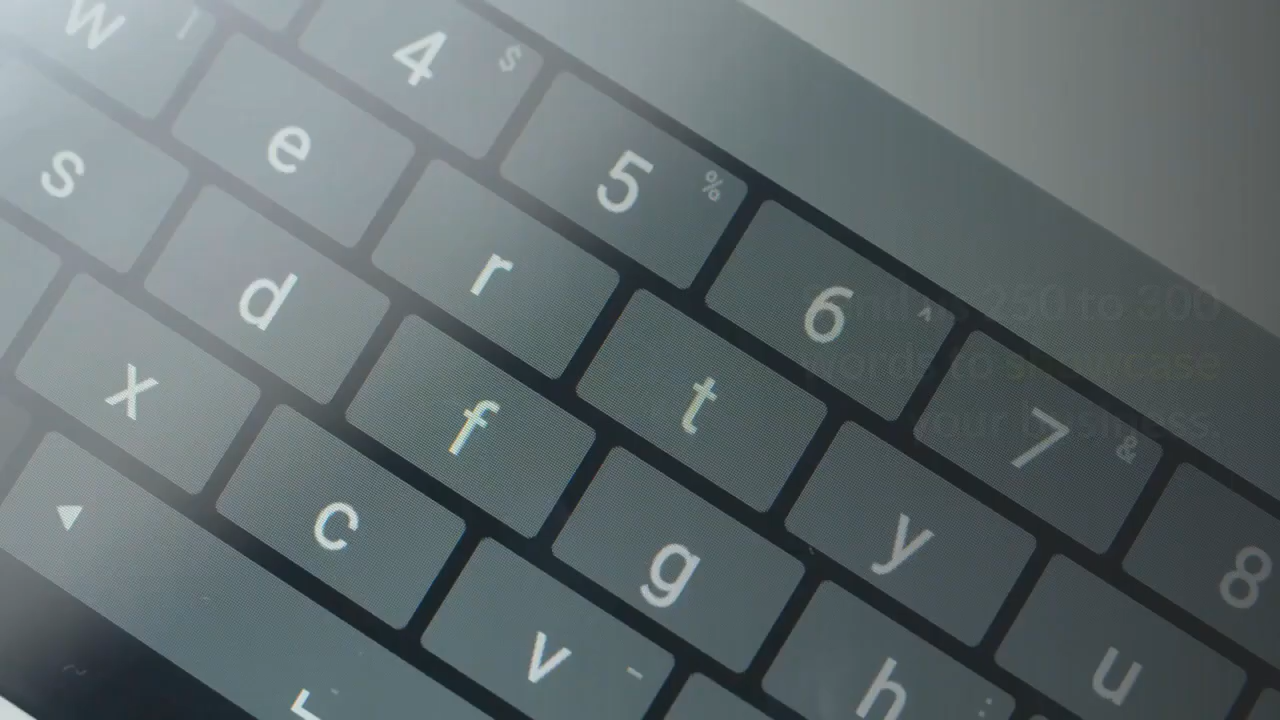 4 $ 5 % 6 ^ 7 & 8
w | e r t y u
s d f g h :
x c v -
250 to 300
words to showcase
your business.